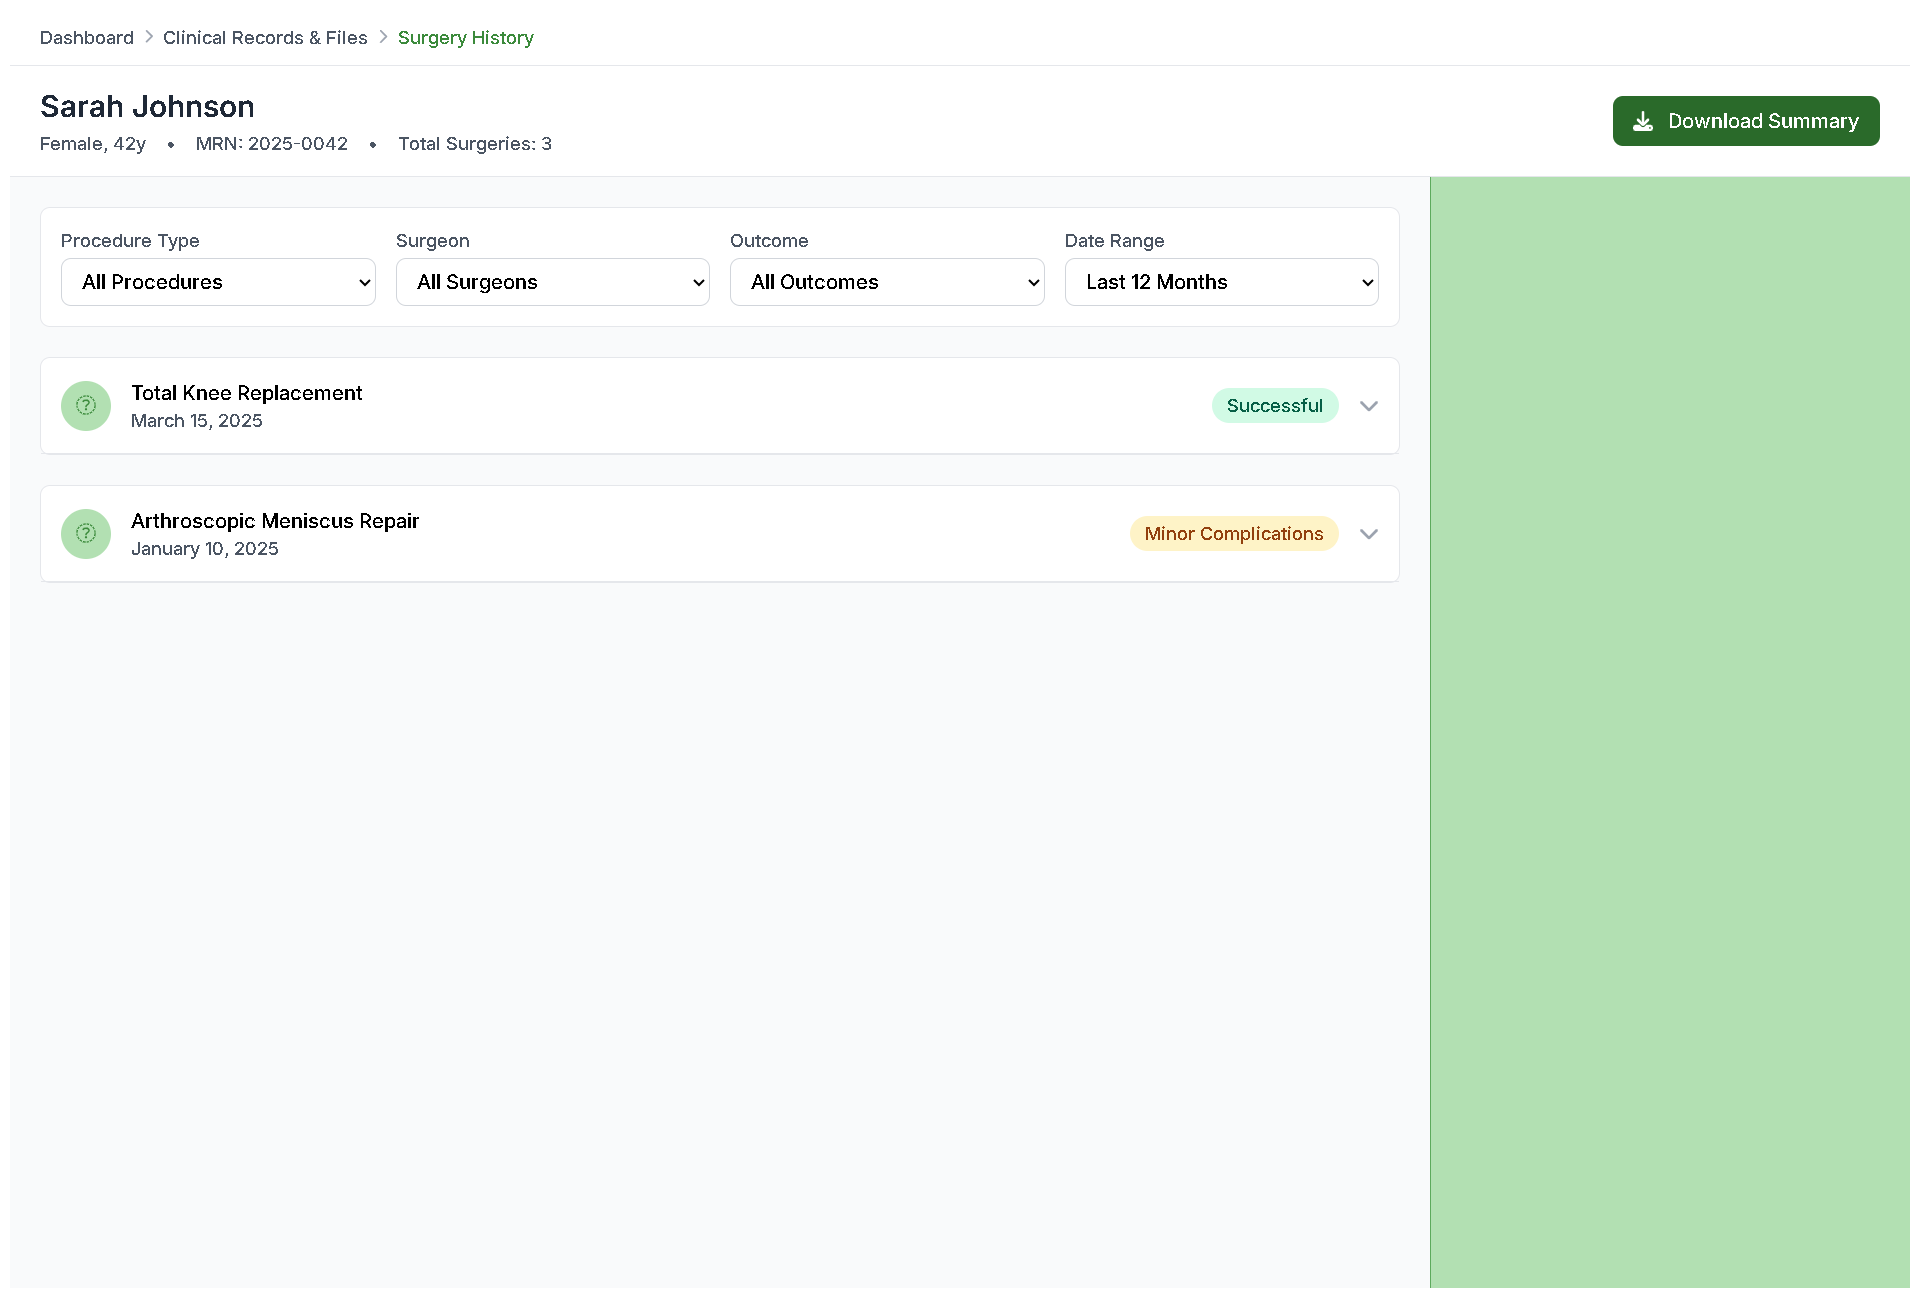 Dashboard > Clinical Records & Files > Surgery History
Sarah Johnson
Female, 42y • MRN: 2025-0042 • Total Surgeries: 3
Download Summary
Procedure Type
All Procedures
Surgeon
All Surgeons
Outcome
All Outcomes
Date Range
Last 12 Months
Total Knee Replacement
March 15, 2025
Successful
Arthroscopic Meniscus Repair
January 10, 2025
Minor Complications